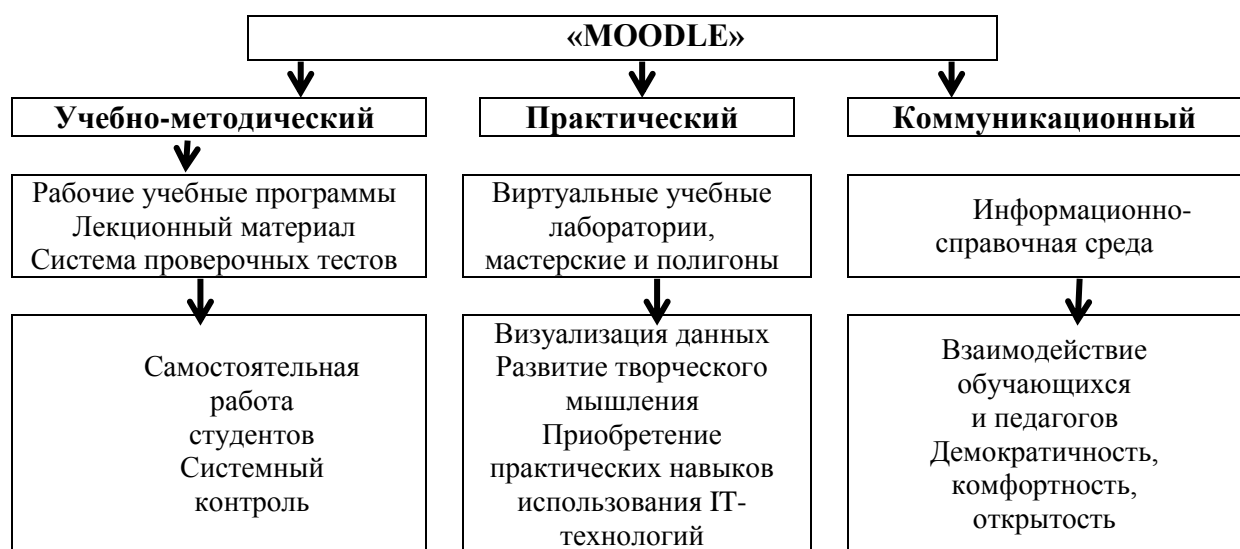 «MOODLE»
Учебно-методический
Практический
Коммуникационный
Рабочие учебные программы
Лекционный материал
Система проверочных тестов
Виртуальные учебные
лаборатории,
мастерские и полигоны
Информационно-
справочная среда
Самостоятельная
работа
студентов
Системный
контроль
Визуализация данных
Развитие творческого
мышления
Приобретение
практических навыков
использования IT-
технологий
Взаимодействие
обучающихся
и педагогов
Демократичность,
комфортность,
открытость